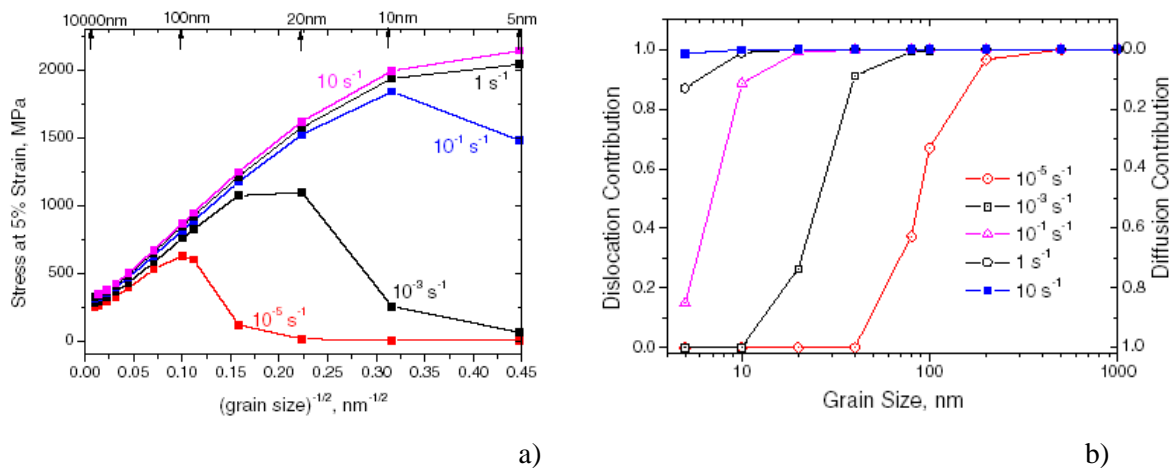 10000nm 100nm 20nm 10nm 5nm
2000
1500
1000
500
0
Stress at 5% Strain, MPa
10 s⁻¹
1 s⁻¹
10⁻¹ s⁻¹
10⁻³ s⁻¹
10⁻⁵ s⁻¹
0.00 0.05 0.10 0.15 0.20 0.25 0.30 0.35 0.40 0.45
(grain size)⁻¹/², nm⁻¹/²
a)
1.0
0.8
0.6
0.4
0.2
0.0
Dislocation Contribution
0.0
0.2
0.4
0.6
0.8
1.0
Diffusion Contribution
10⁻⁵ s⁻¹
10⁻³ s⁻¹
10⁻¹ s⁻¹
1 s⁻¹
10 s⁻¹
10 100 1000
Grain Size, nm
b)